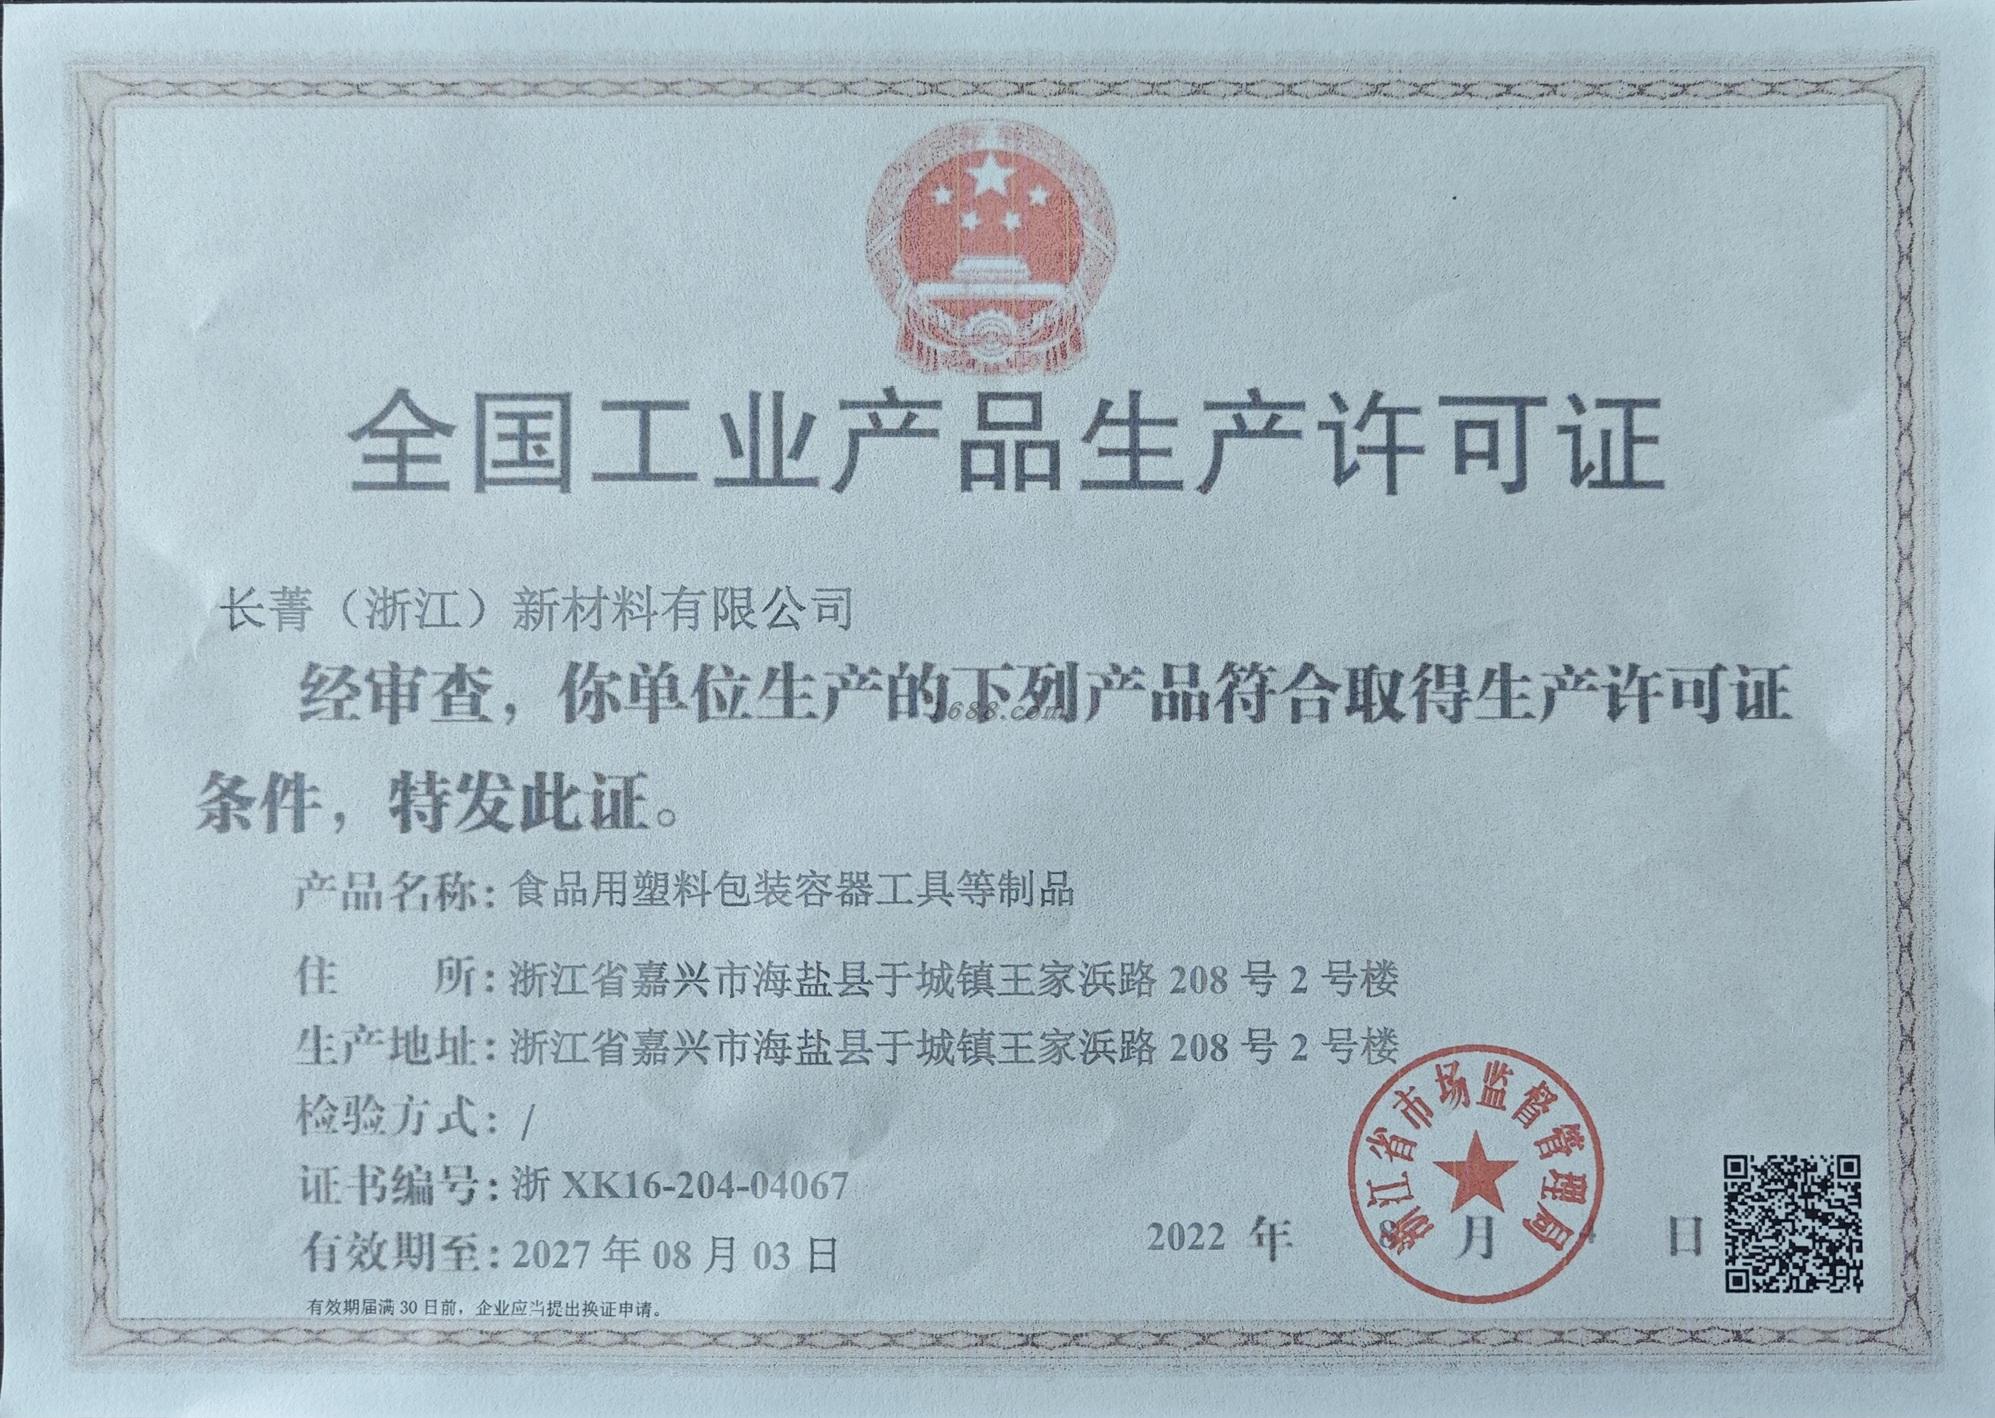 全国工业产品生产许可证
长菁（浙江）新材料有限公司
经审查，你单位生产的下列产品符合取得生产许可证
条件，特发此证。
1688.com
产品名称：食品用塑料包装容器工具等制品
住 所：浙江省嘉兴市海盐县于城镇王家浜路 208 号 2 号楼
生产地址：浙江省嘉兴市海盐县于城镇王家浜路 208 号 2 号楼
检验方式：/
证书编号：浙 XK16-204-04067
有效期至：2027 年 08 月 03 日
2022 年 8 月 4 日
浙江省市场监督管理局
有效期届满 30 日前，企业应当提出换证申请。